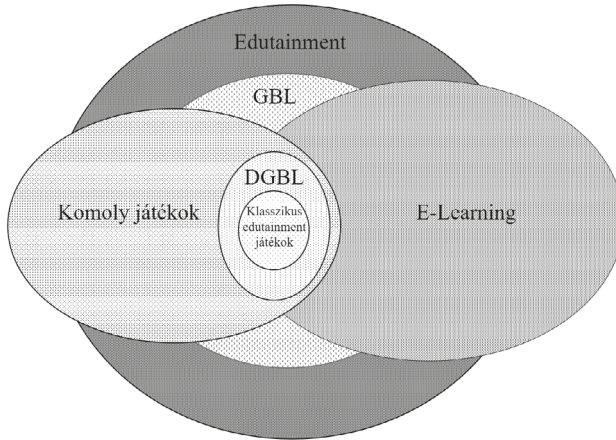 Edutainment
GBL
DGBL
Komoly játékok
Klasszikus
edutainment
játékok
E-Learning